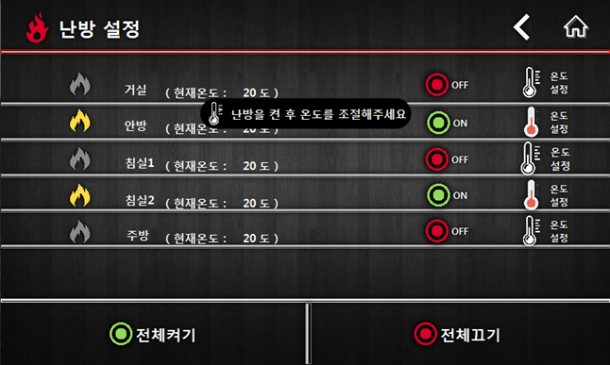 난방 설정
거실 ( 현재온도 : 20 도 ) OFF 온도 설정
난방을 켠 후 온도를 조절해주세요
안방 ( 현재온도 : 20 도 ) ON 온도 설정
침실1 ( 현재온도 : 20 도 ) OFF 온도 설정
침실2 ( 현재온도 : 20 도 ) ON 온도 설정
주방 ( 현재온도 : 20 도 ) OFF 온도 설정
전체켜기 전체끄기